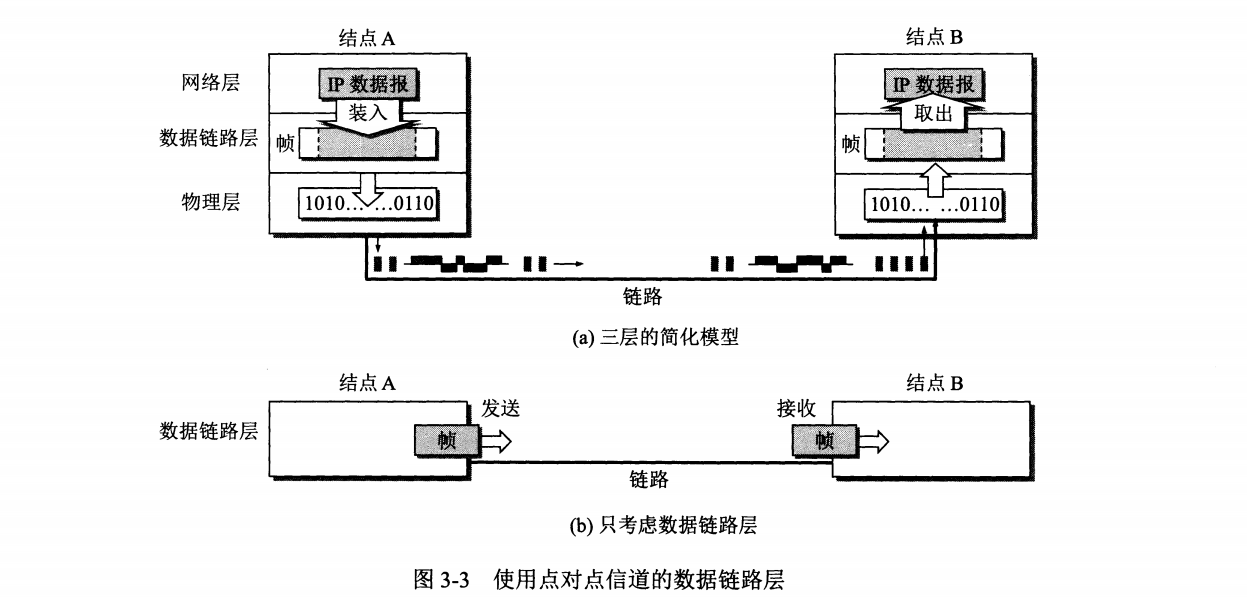 结点 A 结点 B
网络层 IP 数据报 IP 数据报
装入 取出
数据链路层 帧 帧
物理层 1010… …0110 1010… …0110
链路
(a) 三层的简化模型
结点 A 结点 B
发送 接收
数据链路层 帧 帧
链路
(b) 只考虑数据链路层
图 3-3 使用点对点信道的数据链路层